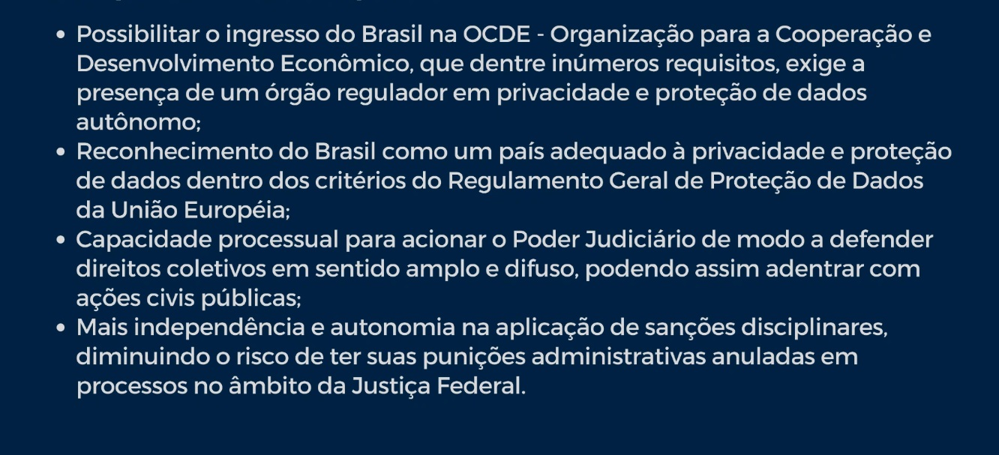 • Possibilitar o ingresso do Brasil na OCDE - Organização para a Cooperação e
Desenvolvimento Econômico, que dentre inúmeros requisitos, exige a
presença de um órgão regulador em privacidade e proteção de dados
autônomo;
• Reconhecimento do Brasil como um país adequado à privacidade e proteção
de dados dentro dos critérios do Regulamento Geral de Proteção de Dados
da União Européia;
• Capacidade processual para acionar o Poder Judiciário de modo a defender
direitos coletivos em sentido amplo e difuso, podendo assim adentrar com
ações civis públicas;
• Mais independência e autonomia na aplicação de sanções disciplinares,
diminuindo o risco de ter suas punições administrativas anuladas em
processos no âmbito da Justiça Federal.